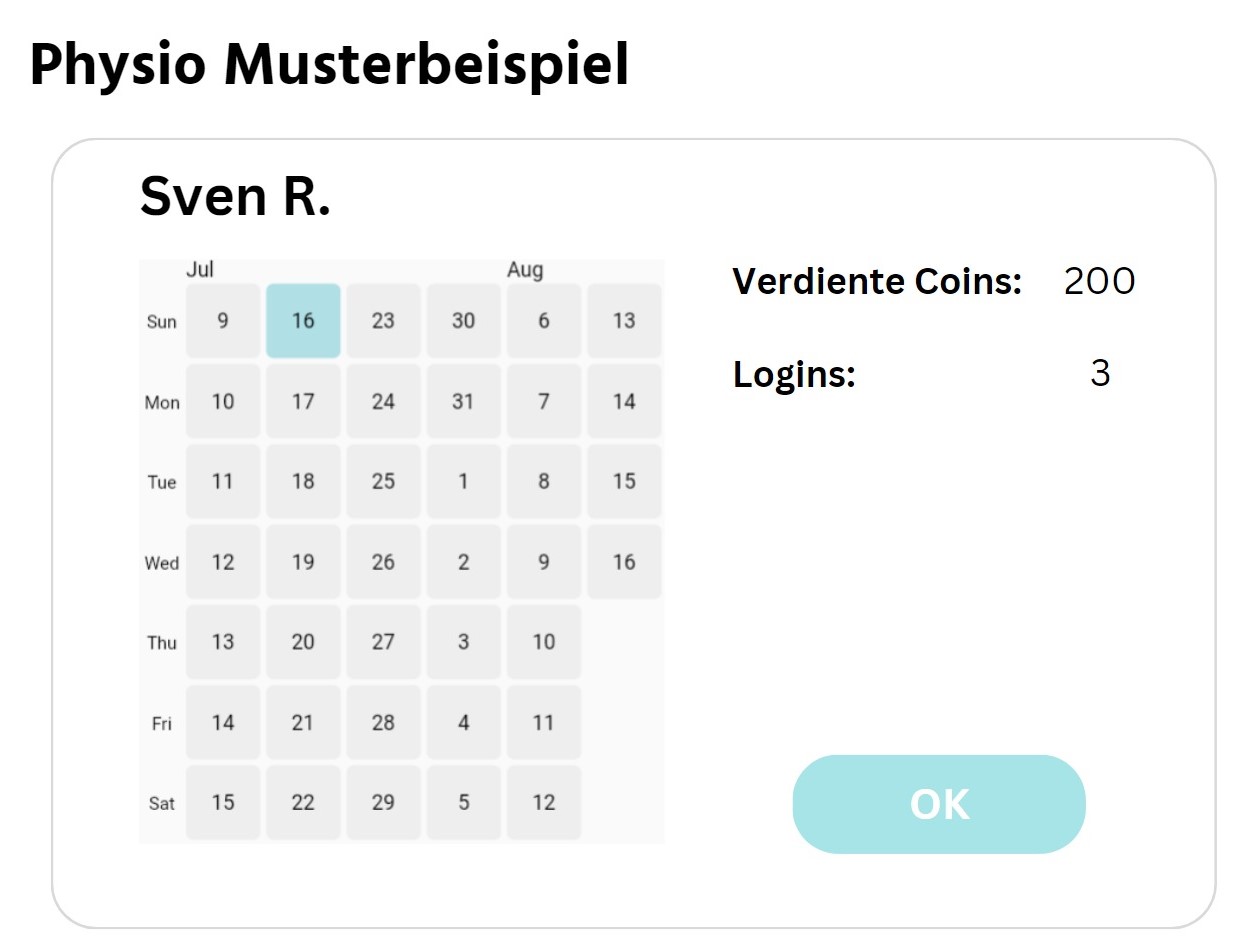 Physio Musterbeispiel
Sven R.
Jul Aug
Sun 9 16 23 30 6 13
Mon 10 17 24 31 7 14
Tue 11 18 25 1 8 15
Wed 12 19 26 2 9 16
Thu 13 20 27 3 10
Fri 14 21 28 4 11
Sat 15 22 29 5 12
Verdiente Coins: 200
Logins: 3
OK